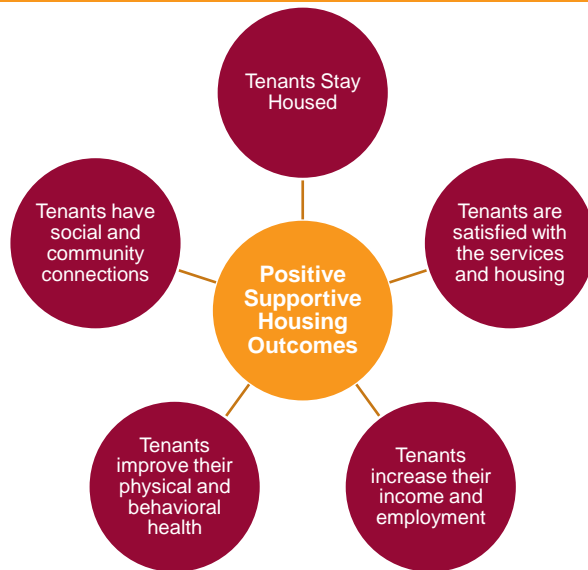 Tenants Stay
Housed
Tenants have
social and
community
connections
Tenants are
satisfied with
the services
and housing
Positive
Supportive
Housing
Outcomes
Tenants
improve their
physical and
behavioral
health
Tenants
increase their
income and
employment